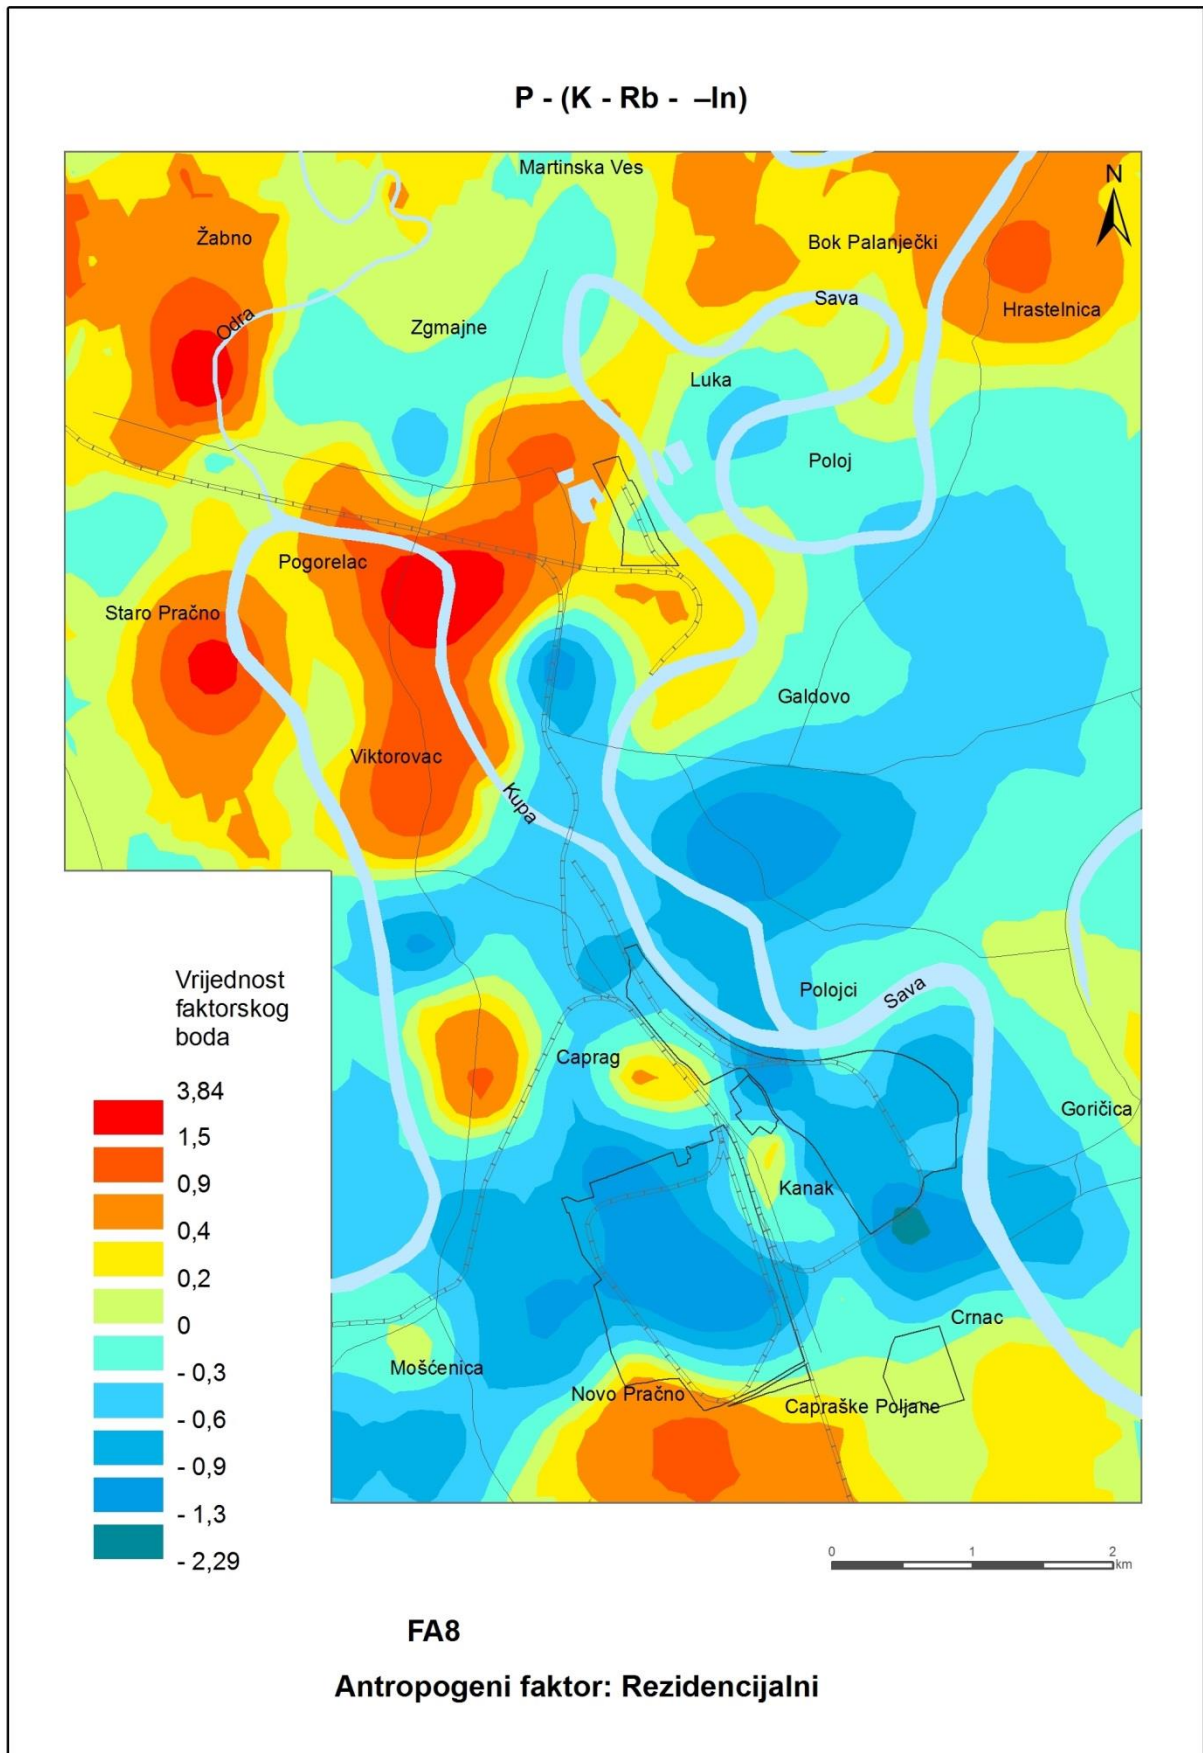 P - (K - Rb - –In)
Martinska Ves
N
Žabno
Bok Palanječki
Sava
Hrastelnica
Odra
Zgmajne
Luka
Poloj
Pogorelac
Staro Pračno
Galdovo
Viktorovac
Kupa
Vrijednost
faktorskog
boda
Polojci
Sava
Caprag
3,84
1,5
0,9
0,4
0,2
0
- 0,3
- 0,6
- 0,9
- 1,3
- 2,29
Goričica
Kanak
Crnac
Mošćenica
Novo Pračno
Capraške Poljane
0 1 2
km
FA8
Antropogeni faktor: Rezidencijalni